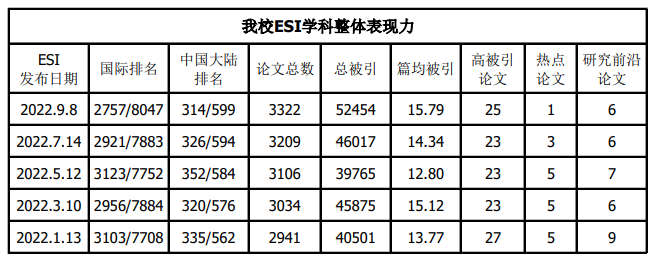 我校ESI学科整体表现力
ESI 发布日期 国际排名 中国大陆排名 论文总数 总被引 篇均被引 高被引论文 热点论文 研究前沿论文
2022.9.8 2757/8047 314/599 3322 52454 15.79 25 1 6
2022.7.14 2921/7883 326/594 3209 46017 14.34 23 3 6
2022.5.12 3123/7752 352/584 3106 39765 12.80 23 5 7
2022.3.10 2956/7884 320/576 3034 45875 15.12 23 5 6
2022.1.13 3103/7708 335/562 2941 40501 13.77 27 5 9